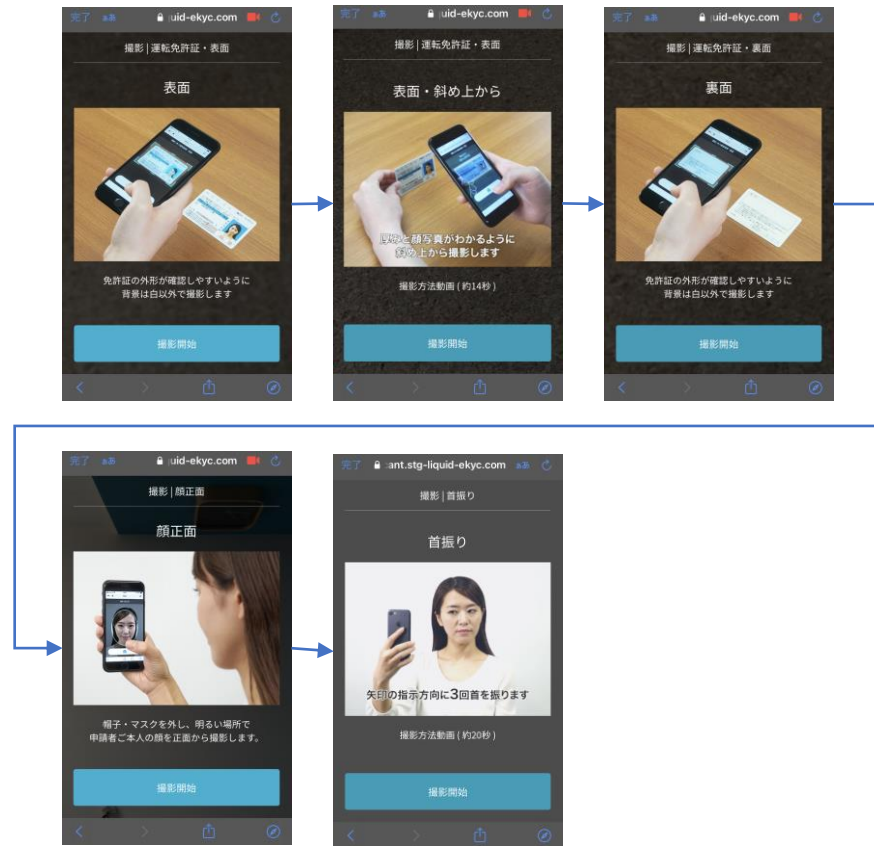 完了 ぁあ uid-ekyc.com
撮影 | 運転免許証・表面
表面
免許証の外形が確認しやすいように
背景は白以外で撮影します
撮影開始
完了 ぁあ uid-ekyc.com
撮影 | 運転免許証・表面
表面・斜め上から
厚みと顔写真がわかるように
斜め上から撮影します
撮影方法動画 ( 約14秒 )
撮影開始
完了 ぁあ uid-ekyc.com
撮影 | 運転免許証・裏面
裏面
免許証の外形が確認しやすいように
背景は白以外で撮影します
撮影開始
完了 ぁあ uid-ekyc.com
撮影 | 顔正面
顔正面
帽子・マスクを外し、明るい場所で
申請者ご本人の顔を正面から撮影します。
撮影開始
完了 ant.stg-liquid-ekyc.com ぁあ
撮影 | 首振り
首振り
矢印の指示方向に3回首を振ります
撮影方法動画 ( 約20秒 )
撮影開始